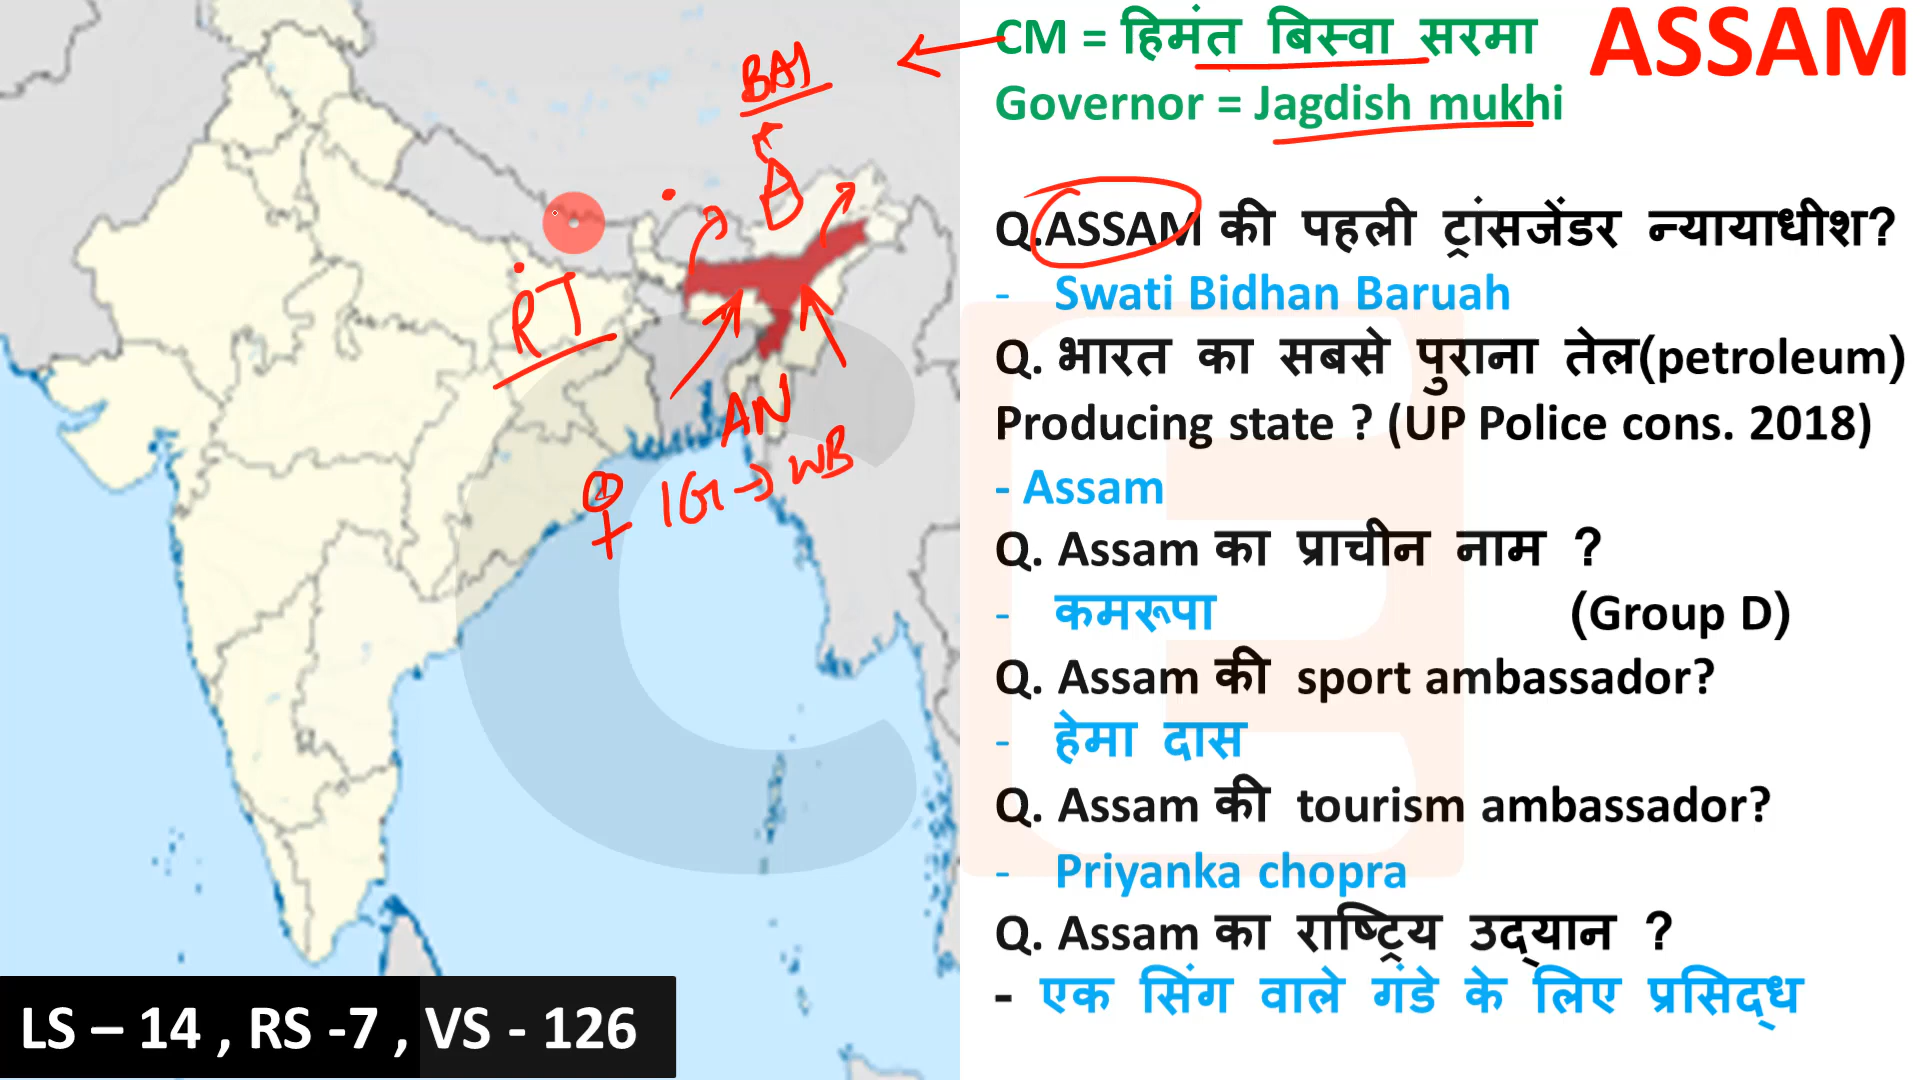 CM = हिमंत बिस्वा सरमा
ASSAM
Governor = Jagdish mukhi
Q.ASSAM की पहली ट्रांसजेंडर न्यायाधीश?
- Swati Bidhan Baruah
Q. भारत का सबसे पुराना तेल(petroleum)
Producing state ? (UP Police cons. 2018)
- Assam
Q. Assam का प्राचीन नाम ?
- कमरूपा (Group D)
Q. Assam की sport ambassador?
- हेमा दास
Q. Assam की tourism ambassador?
- Priyanka chopra
Q. Assam का राष्ट्रिय उद्यान ?
- एक सिंग वाले गंडे के लिए प्रसिद्ध
RT
AN
→ WB
LS – 14 , RS -7 , VS - 126